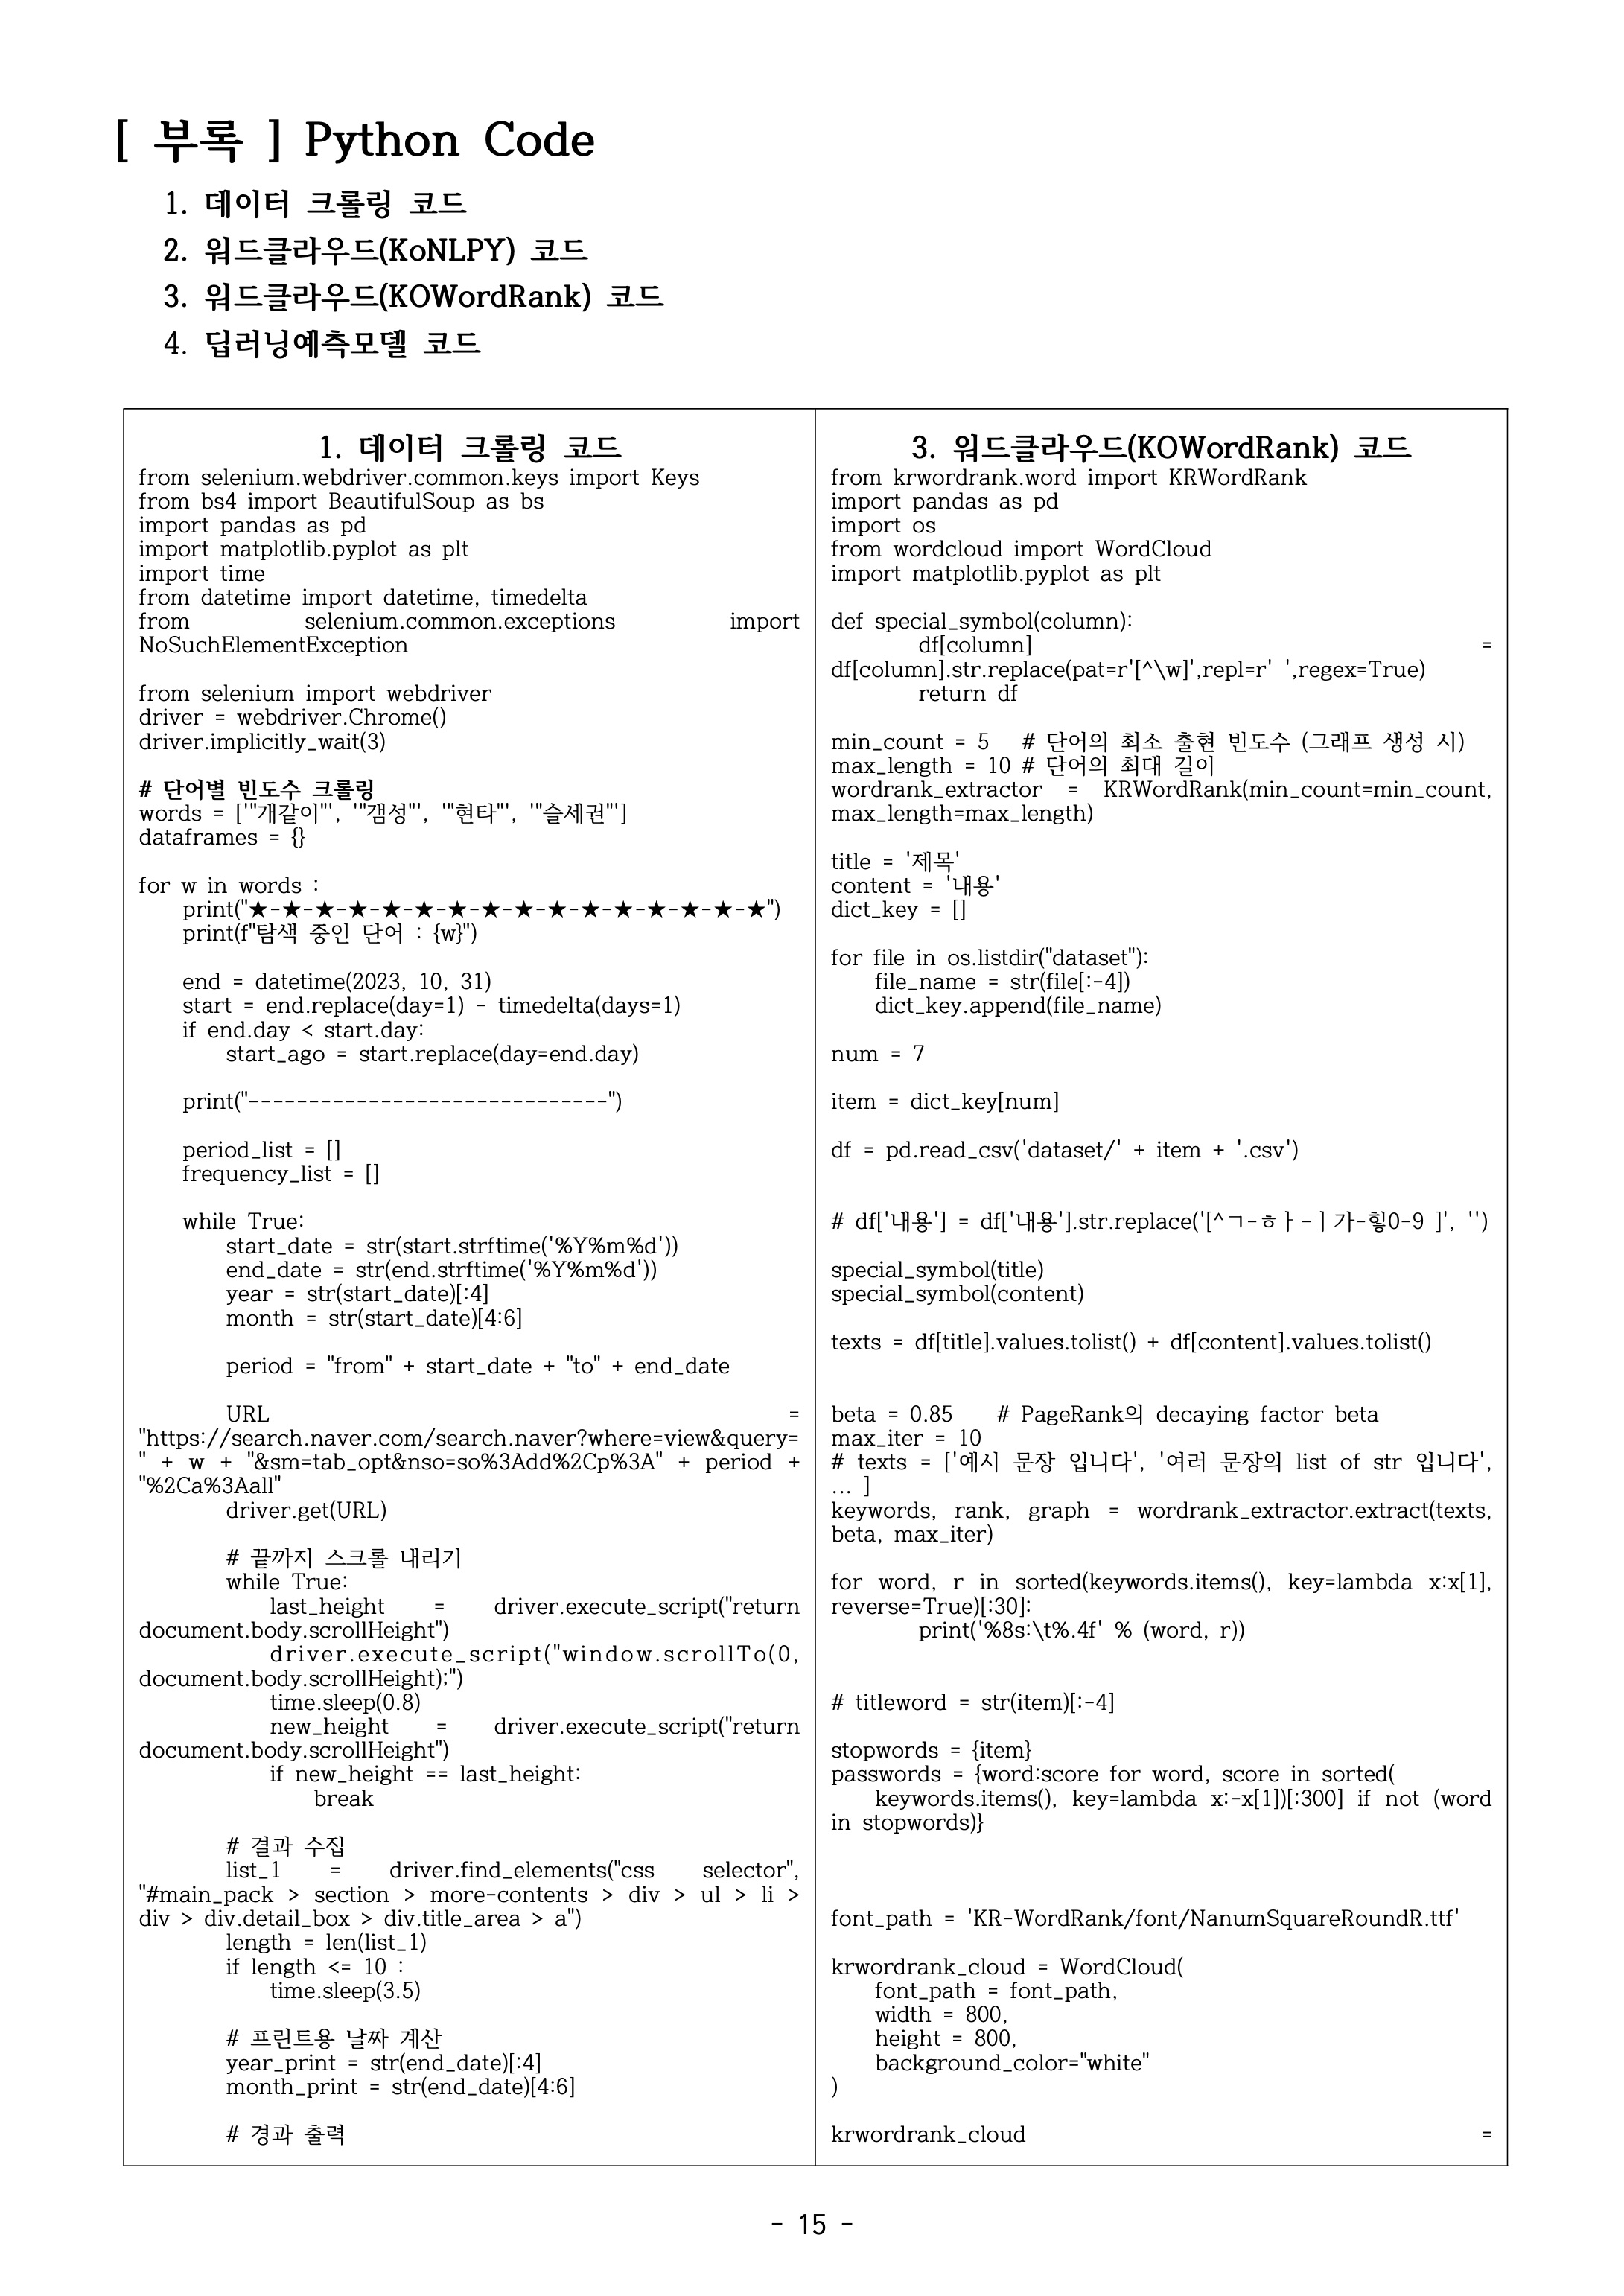 [ 부록 ] Python Code
1. 데이터 크롤링 코드
2. 워드클라우드(KoNLPY) 코드
3. 워드클라우드(KOWordRank) 코드
4. 딥러닝예측모델 코드
1. 데이터 크롤링 코드
from selenium.webdriver.common.keys import Keys
from bs4 import BeautifulSoup as bs
import pandas as pd
import matplotlib.pyplot as plt
import time
from datetime import datetime, timedelta
from selenium.common.exceptions import
NoSuchElementException
from selenium import webdriver
driver = webdriver.Chrome()
driver.implicitly_wait(3)
# 단어별 빈도수 크롤링
words = ['"개같이"', '"갬성"', '"현타"', '"슬세권"']
dataframes = {}
for w in words :
print("★-★-★-★-★-★-★-★-★-★-★-★-★-★-★-★")
print(f"탐색 중인 단어 : {w}")
end = datetime(2023, 10, 31)
start = end.replace(day=1) - timedelta(days=1)
if end.day < start.day:
start_ago = start.replace(day=end.day)
print("------------------------------")
period_list = []
frequency_list = []
while True:
start_date = str(start.strftime('%Y%m%d'))
end_date = str(end.strftime('%Y%m%d'))
year = str(start_date)[:4]
month = str(start_date)[4:6]
period = "from" + start_date + "to" + end_date
URL =
"https://search.naver.com/search.naver?where=view&query=
" + w + "&sm=tab_opt&nso=so%3Add%2Cp%3A" + period +
"%2Ca%3Aall"
driver.get(URL)
# 끝까지 스크롤 내리기
while True:
last_height = driver.execute_script("return
document.body.scrollHeight")
driver.execute_script("window.scrollTo(0,
document.body.scrollHeight);")
time.sleep(0.8)
new_height = driver.execute_script("return
document.body.scrollHeight")
if new_height == last_height:
break
# 결과 수집
list_1 = driver.find_elements("css selector",
"#main_pack > section > more-contents > div > ul > li >
div > div.detail_box > div.title_area > a")
length = len(list_1)
if length <= 10 :
time.sleep(3.5)
# 프린트용 날짜 계산
year_print = str(end_date)[:4]
month_print = str(end_date)[4:6]
# 경과 출력
3. 워드클라우드(KOWordRank) 코드
from krwordrank.word import KRWordRank
import pandas as pd
import os
from wordcloud import WordCloud
import matplotlib.pyplot as plt
def special_symbol(column):
df[column] =
df[column].str.replace(pat=r'[^\w]',repl=r' ',regex=True)
return df
min_count = 5 # 단어의 최소 출현 빈도수 (그래프 생성 시)
max_length = 10 # 단어의 최대 길이
wordrank_extractor = KRWordRank(min_count=min_count,
max_length=max_length)
title = '제목'
content = '내용'
dict_key = []
for file in os.listdir("dataset"):
file_name = str(file[:-4])
dict_key.append(file_name)
num = 7
item = dict_key[num]
df = pd.read_csv('dataset/' + item + '.csv')
# df['내용'] = df['내용'].str.replace('[^ㄱ-ㅎㅏ-ㅣ가-힣0-9 ]', '')
special_symbol(title)
special_symbol(content)
texts = df[title].values.tolist() + df[content].values.tolist()
beta = 0.85 # PageRank의 decaying factor beta
max_iter = 10
# texts = ['예시 문장 입니다', '여러 문장의 list of str 입니다',
... ]
keywords, rank, graph = wordrank_extractor.extract(texts,
beta, max_iter)
for word, r in sorted(keywords.items(), key=lambda x:x[1],
reverse=True)[:30]:
print('%8s:\t%.4f' % (word, r))
# titleword = str(item)[:-4]
stopwords = {item}
passwords = {word:score for word, score in sorted(
keywords.items(), key=lambda x:-x[1])[:300] if not (word
in stopwords)}
font_path = 'KR-WordRank/font/NanumSquareRoundR.ttf'
krwordrank_cloud = WordCloud(
font_path = font_path,
width = 800,
height = 800,
background_color="white"
)
krwordrank_cloud =
- 15 -